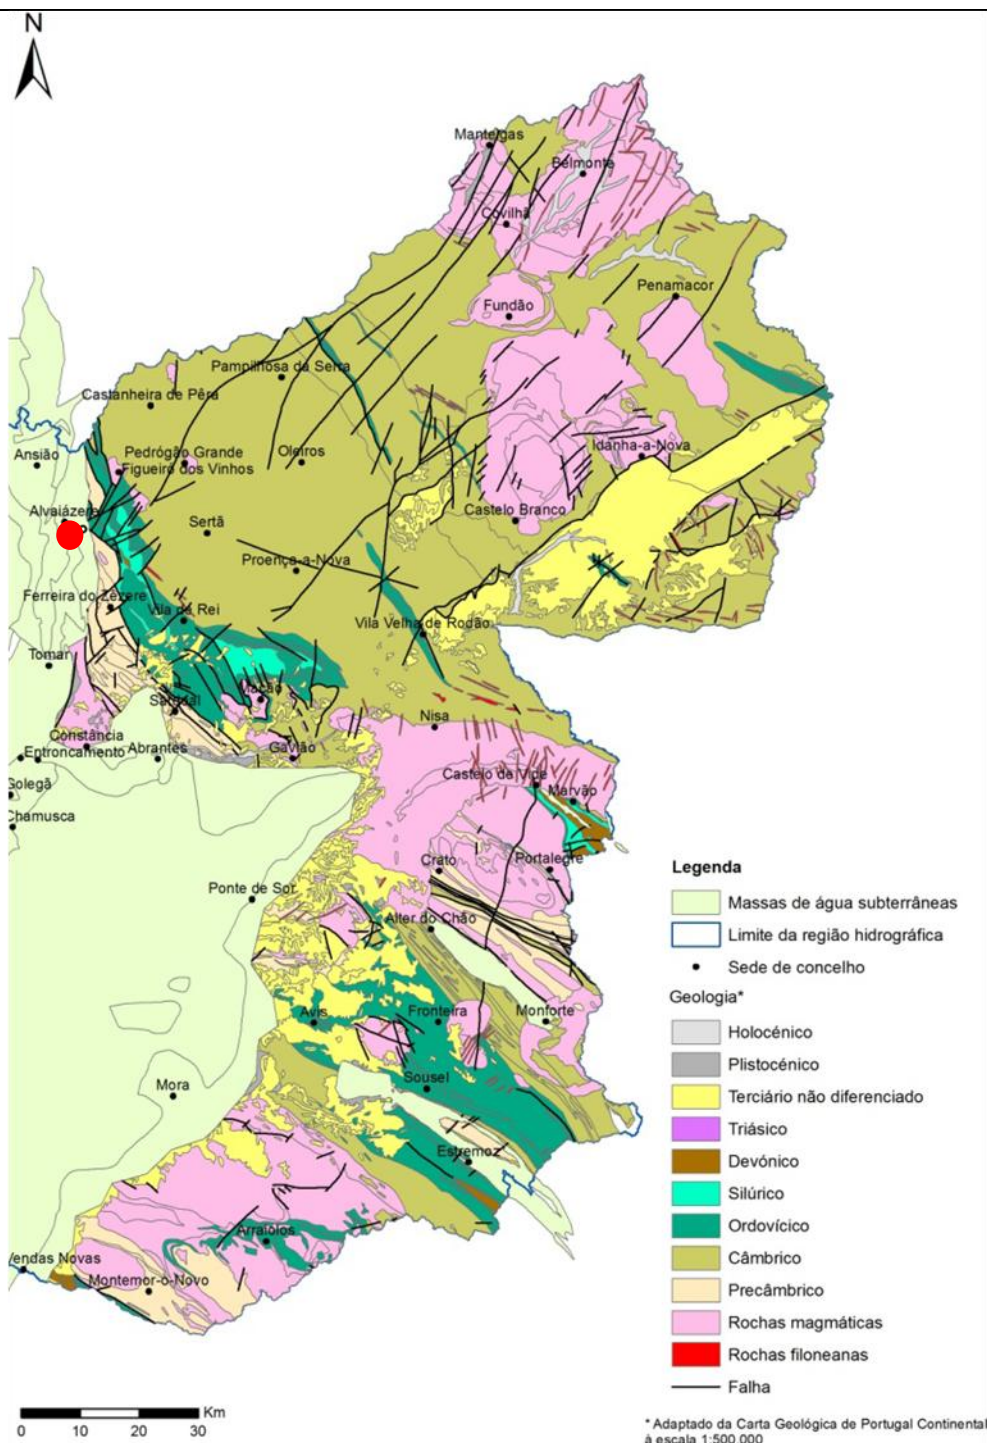 N
Manteigas
Belmonte
Covilhã
Penamacor
Fundão
Pampilhosa da Serra
Castanheira de Pêra
Ansião
Pedrógão Grande
Oleiros
Idanha-a-Nova
Figueiró dos Vinhos
Alvaiázere
Castelo Branco
Sertã
Proença-a-Nova
Ferreira do Zêzere
Vila de Rei
Vila Velha de Rodão
Tomar
Mação
Sardoal
Nisa
Constância
Abrantes
Gavião
Entroncamento
Castelo de Vide
Golegã
Marvão
Chamusca
Crato
Portalegre
Ponte de Sor
Alter do Chão
Avis
Fronteira
Monforte
Sousel
Mora
Estremoz
Arraiolos
Vendas Novas
Montemor-o-Novo
Legenda
Massas de água subterrâneas
Limite da região hidrográfica
Sede de concelho
Geologia*
Holocénico
Plistocénico
Terciário não diferenciado
Triásico
Devónico
Silúrico
Ordovícico
Câmbrico
Precâmbrico
Rochas magmáticas
Rochas filoneanas
Falha
Km
0 10 20 30
* Adaptado da Carta Geológica de Portugal Continental
à escala 1:500 000